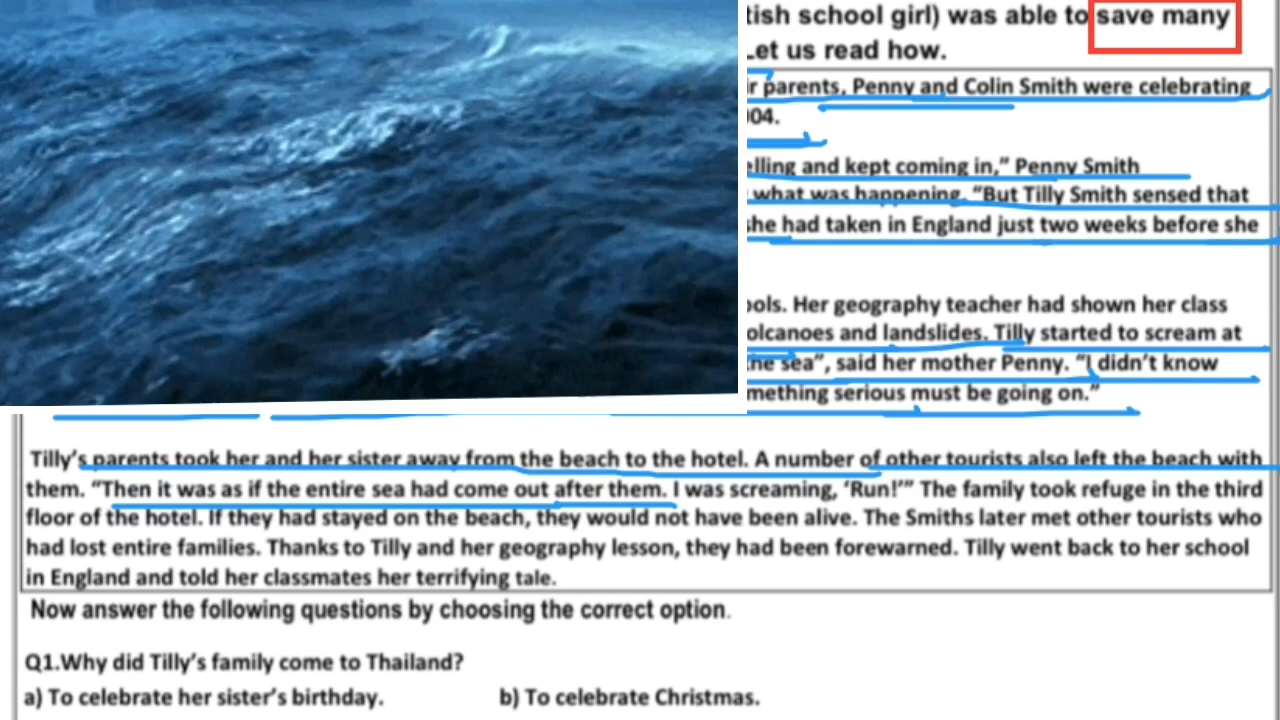 tish school girl) was able to save many
Let us read how.
r parents, Penny and Colin Smith were celebrating
004.
elling and kept coming in,” Penny Smith
what was happening. “But Tilly Smith sensed that
she had taken in England just two weeks before she
ools. Her geography teacher had shown her class
olcanoes and landslides. Tilly started to scream at
he sea”, said her mother Penny. “I didn’t know
mething serious must be going on.”
Tilly’s parents took her and her sister away from the beach to the hotel. A number of other tourists also left the beach with
them. “Then it was as if the entire sea had come out after them. I was screaming, ‘Run!’” The family took refuge in the third
floor of the hotel. If they had stayed on the beach, they would not have been alive. The Smiths later met other tourists who
had lost entire families. Thanks to Tilly and her geography lesson, they had been forewarned. Tilly went back to her school
in England and told her classmates her terrifying tale.
Now answer the following questions by choosing the correct option.
Q1.Why did Tilly’s family come to Thailand?
a) To celebrate her sister’s birthday.
b) To celebrate Christmas.